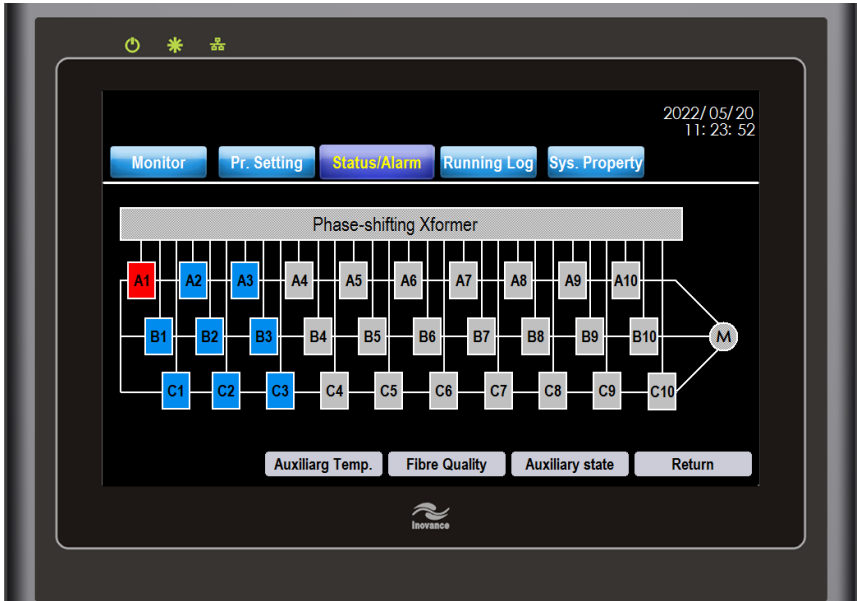 2022/05/20
11:23:52
Monitor Pr. Setting Status/Alarm Running Log Sys. Property
Phase-shifting Xformer
A1 A2 A3 A4 A5 A6 A7 A8 A9 A10
B1 B2 B3 B4 B5 B6 B7 B8 B9 B10 M
C1 C2 C3 C4 C5 C6 C7 C8 C9 C10
Auxiliarg Temp. Fibre Quality Auxiliary state Return
Inovance